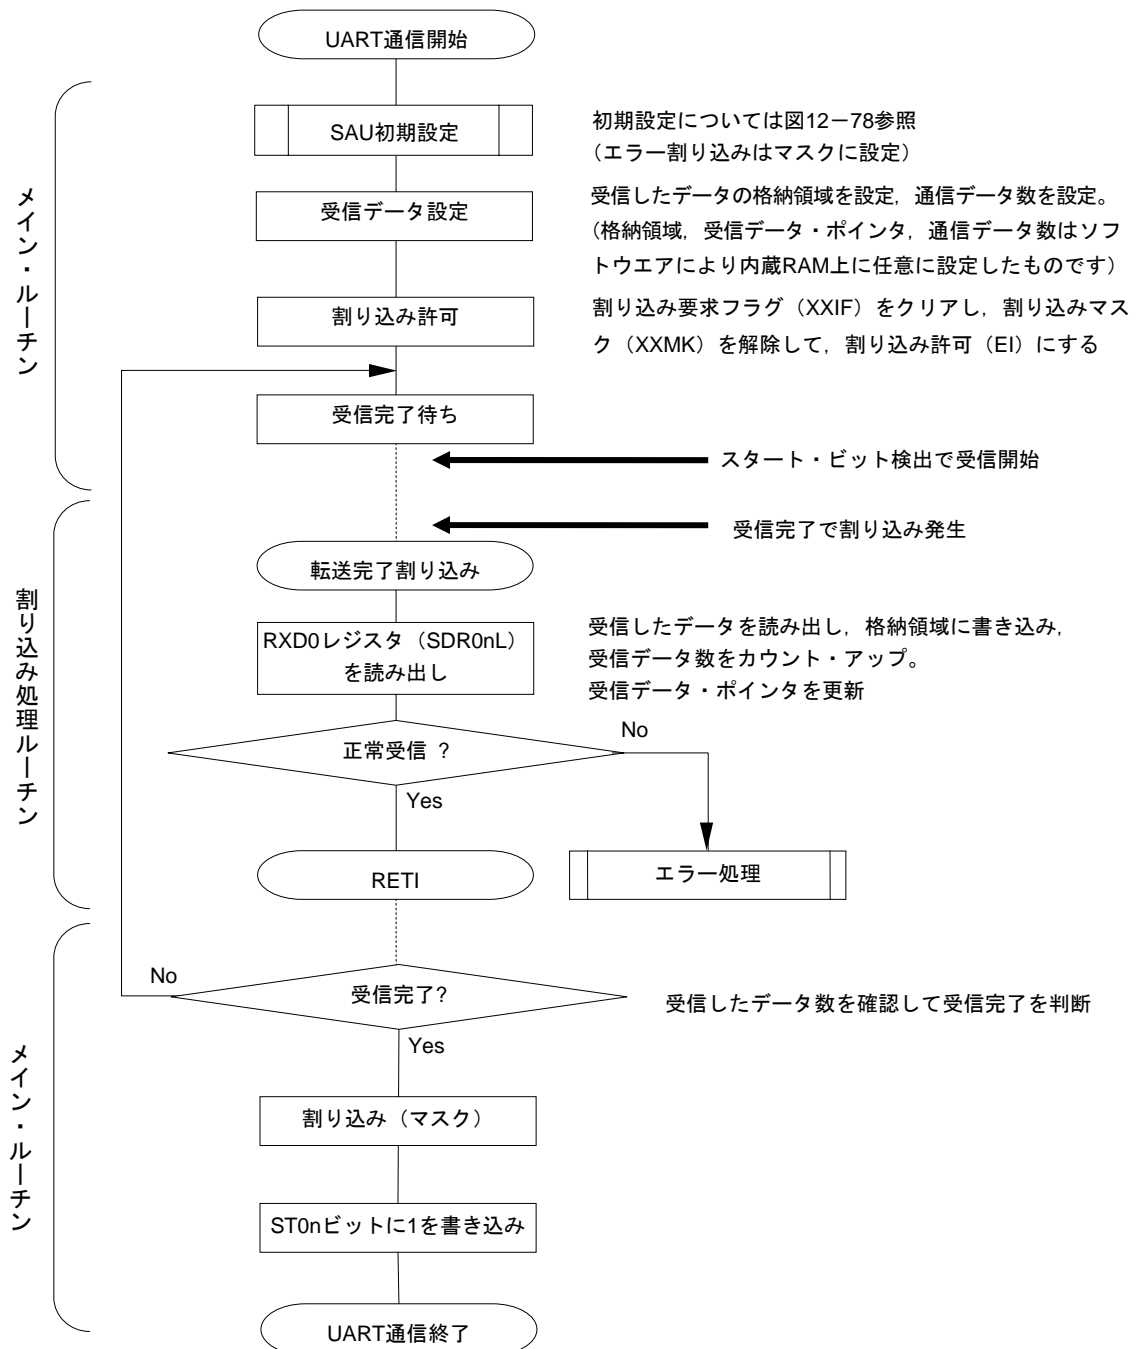 UART通信開始
メイン・ルーチン
SAU初期設定
初期設定については図12−78参照
（エラー割り込みはマスクに設定）
受信データ設定
受信したデータの格納領域を設定，通信データ数を設定。
（格納領域，受信データ・ポインタ，通信データ数はソフ
トウエアにより内蔵RAM上に任意に設定したものです）
割り込み許可
割り込み要求フラグ（XXIF）をクリアし，割り込みマス
ク（XXMK）を解除して，割り込み許可（EI）にする
受信完了待ち
スタート・ビット検出で受信開始
受信完了で割り込み発生
割り込み処理ルーチン
転送完了割り込み
RXD0レジスタ（SDR0nL）
を読み出し
受信したデータを読み出し，格納領域に書き込み，
受信データ数をカウント・アップ。
受信データ・ポインタを更新
正常受信 ？
No
Yes
エラー処理
RETI
メイン・ルーチン
No
受信完了?
受信したデータ数を確認して受信完了を判断
Yes
割り込み（マスク）
ST0nビットに1を書き込み
UART通信終了